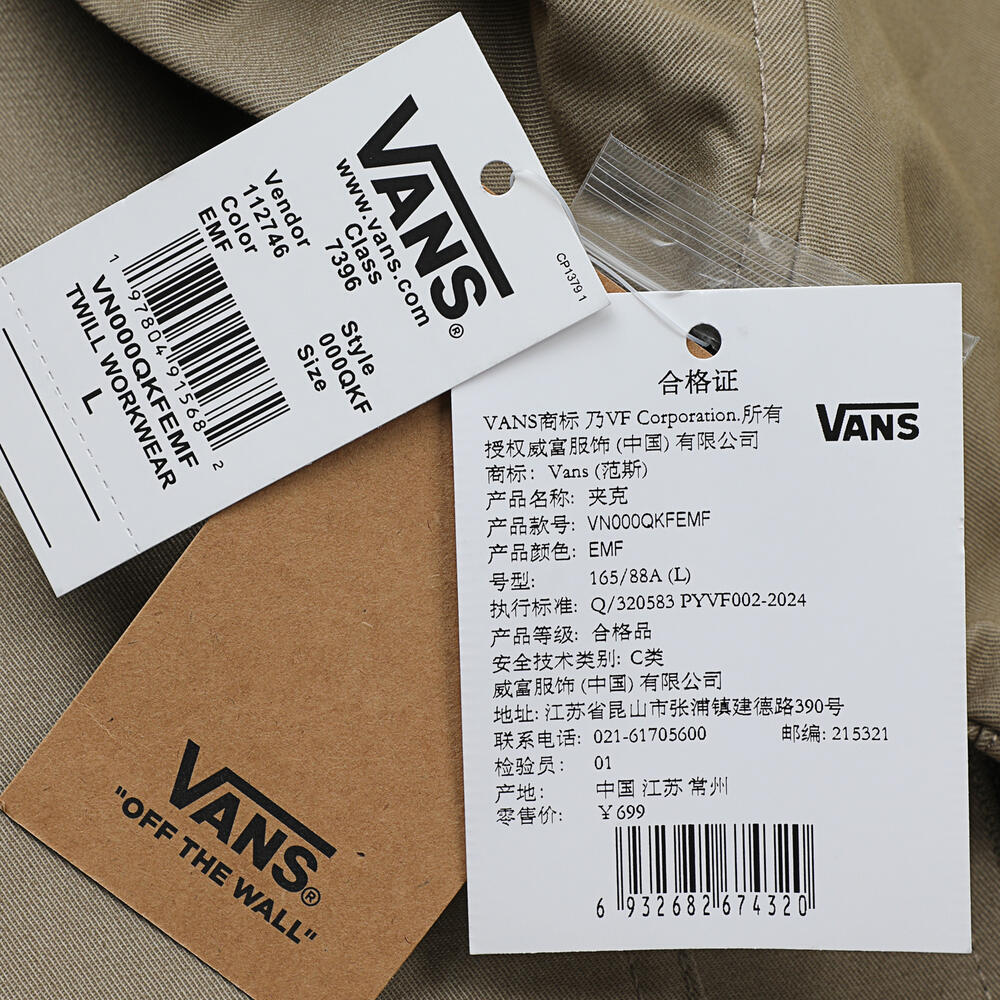 VANS®
www.vans.com
Class
7396
Style
000QKF
Size
Vendor
112746
Color
EMF
1 97804 91568 2
VN000QKFEMF
TWILL WORKWEAR
L
CP1379 1
合格证
VANS商标 乃VF Corporation.所有
授权威富服饰 (中国) 有限公司
VANS
商标: Vans (范斯)
产品名称: 夹克
产品款号: VN000QKFEMF
产品颜色: EMF
号型: 165/88A (L)
执行标准: Q/320583 PYVF002-2024
产品等级: 合格品
安全技术类别: C类
威富服饰 (中国) 有限公司
地址: 江苏省昆山市张浦镇建德路390号
联系电话: 021-61705600 邮编: 215321
检验员: 01
产地: 中国 江苏 常州
零售价: ￥699
6 932682 674320
VANS®
"OFF THE WALL"